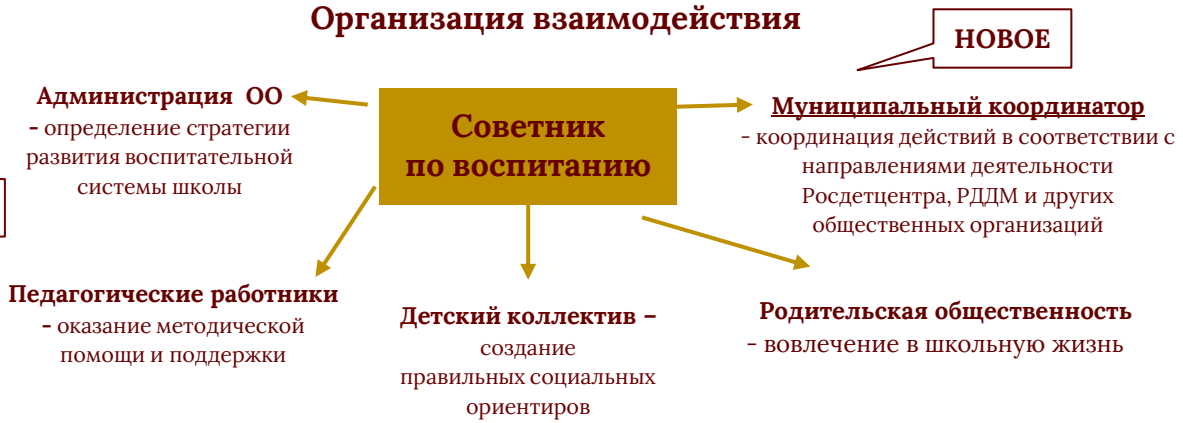 Организация взаимодействия
НОВОЕ
Администрация ОО
- определение стратегии
развития воспитательной
системы школы
Советник
по воспитанию
Муниципальный координатор
- координация действий в соответствии с
направлениями деятельности
Росдетцентра, РДДМ и других
общественных организаций
Педагогические работники
- оказание методической
помощи и поддержки
Детский коллектив –
создание
правильных социальных
ориентиров
Родительская общественность
- вовлечение в школьную жизнь